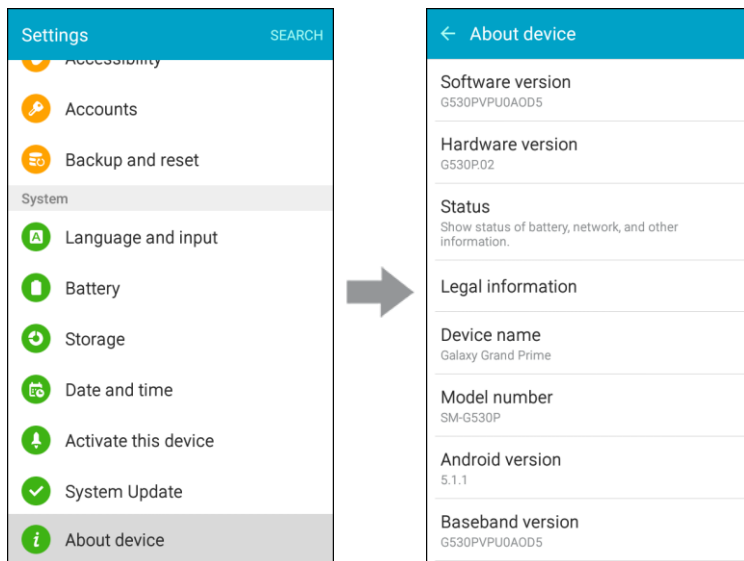 Settings
SEARCH
Accessibility
Accounts
Backup and reset
System
A
Language and input
Battery
Storage
Date and time
Activate this device
System Update
i
About device
About device
Software version
G530PVPU0AOD5
Hardware version
G530P.02
Status
Show status of battery, network, and other
information.
Legal information
Device name
Galaxy Grand Prime
Model number
SM-G530P
Android version
5.1.1
Baseband version
G530PVPU0AOD5